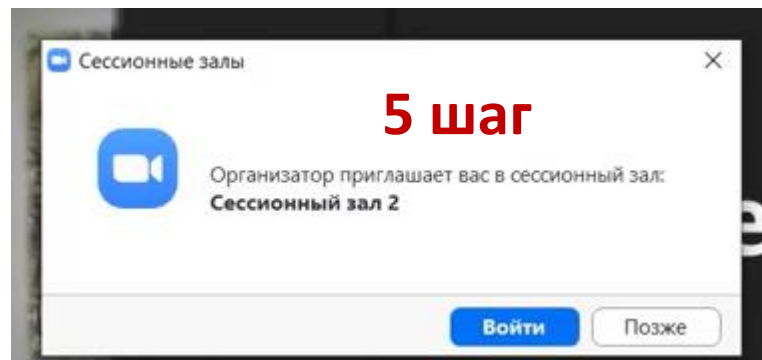 Сессионные залы
5 шаг
Организатор приглашает вас в сессионный зал:
Сессионный зал 2
Войти
Позже